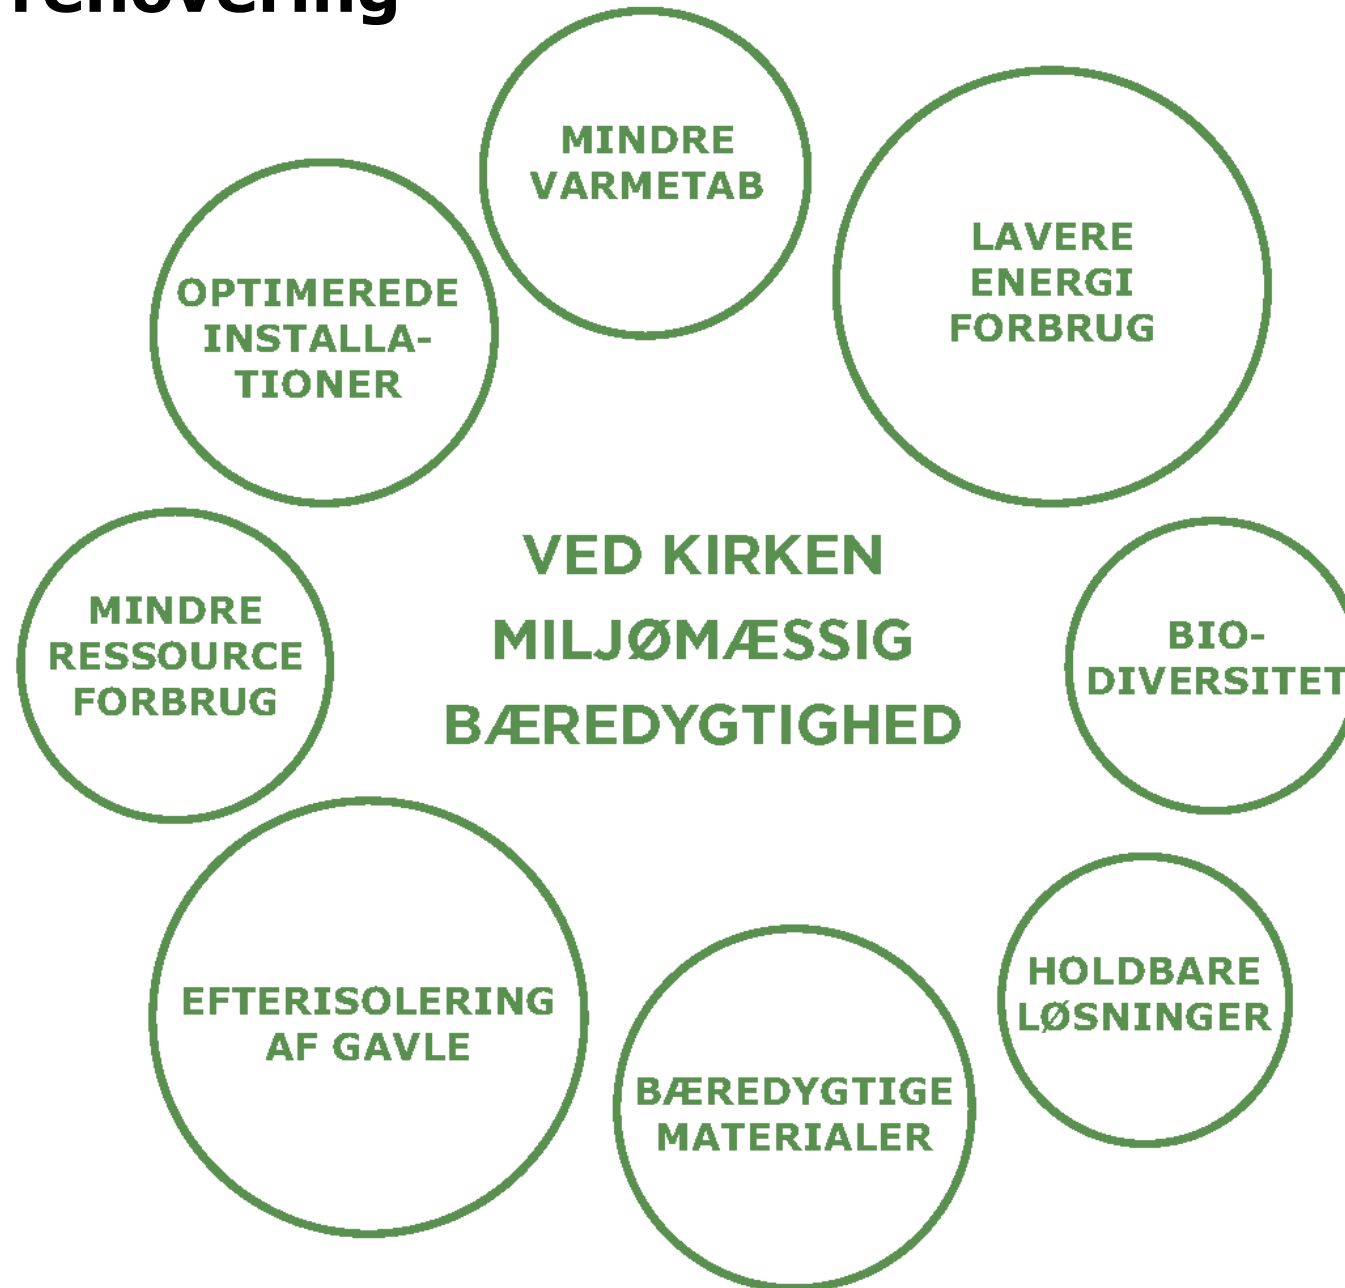 renovering
MINDRE
VARMETAB
LAVERE
ENERGI
FORBRUG
OPTIMEREDE
INSTALLA-
TIONER
VED KIRKEN
MILJØMÆSSIG
BÆREDYGTIGHED
MINDRE
RESSOURCE
FORBRUG
BIO-
DIVERSITET
EFTERISOLERING
AF GAVLE
HOLDBARE
LØSNINGER
BÆREDYGTIGE
MATERIALER